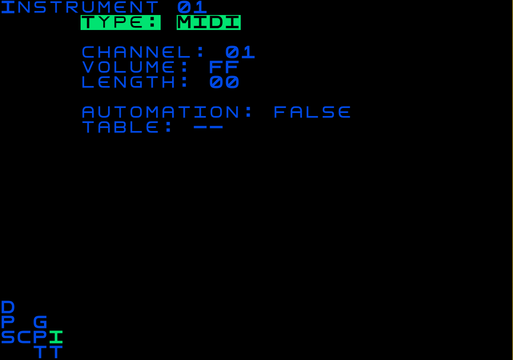 INSTRUMENT 01
TYPE: MIDI
CHANNEL: 01
VOLUME: FF
LENGTH: 00
AUTOMATION: FALSE
TABLE: --
D
P G
SCPI
TT